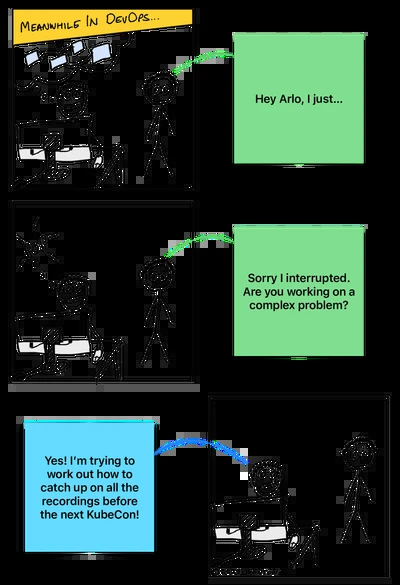 MEANWHILE IN DEVOPS...
Hey Arlo, I just...
Sorry I interrupted.
Are you working on a
complex problem?
Yes! I'm trying to
work out how to
catch up on all the
recordings before
the next KubeCon!